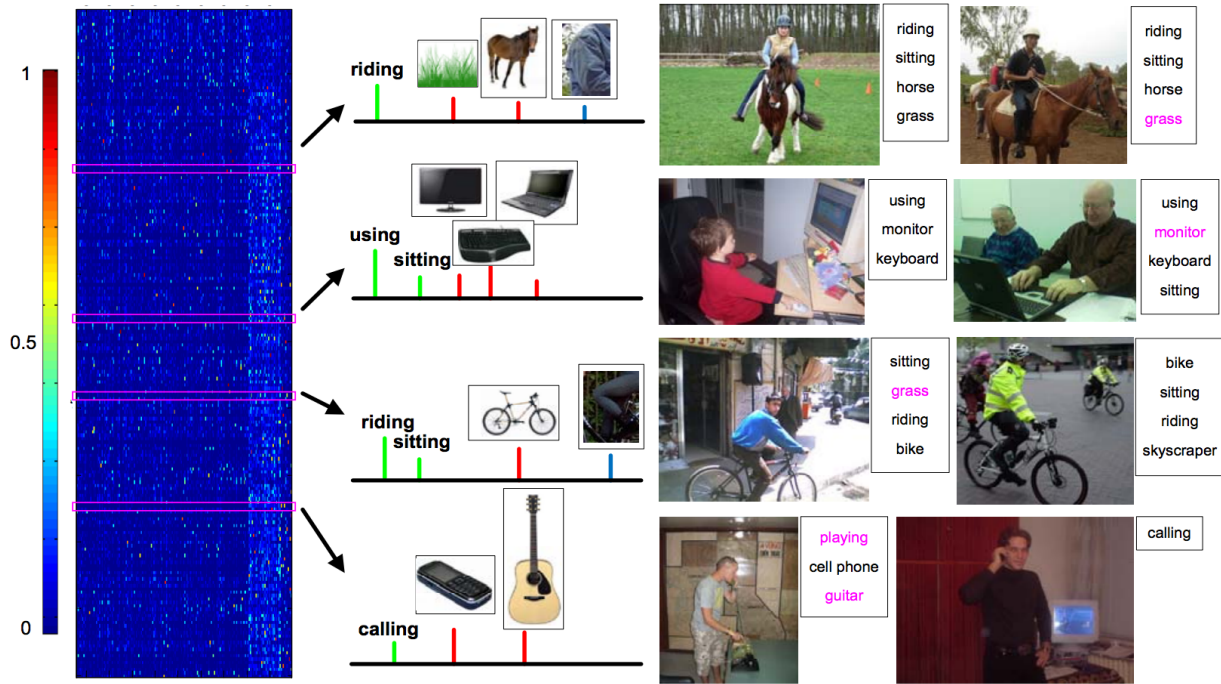 1
0.5
0
riding
using
sitting
riding
sitting
calling
riding
sitting
horse
grass
riding
sitting
horse
grass
using
monitor
keyboard
using
monitor
keyboard
sitting
sitting
grass
riding
bike
bike
sitting
riding
skyscraper
playing
cell phone
guitar
calling